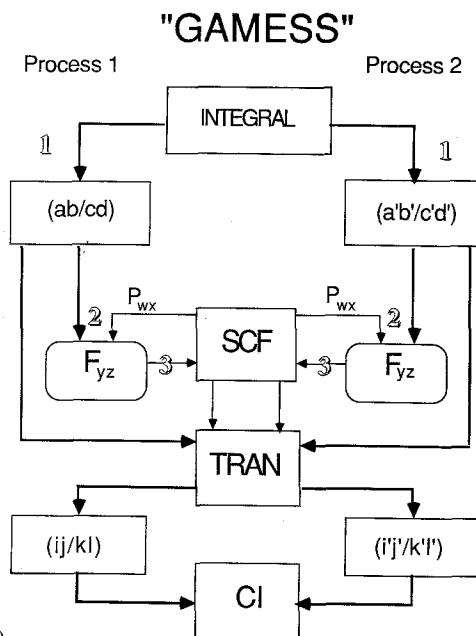 "GAMESS"
Process 1 Process 2
INTEGRAL
1 1
(ab/cd) (a'b'/c'd')
Pwx Pwx
2 2
SCF
Fyz Fyz
3 3
TRAN
(ij/kl) (i'j'/k'l')
CI